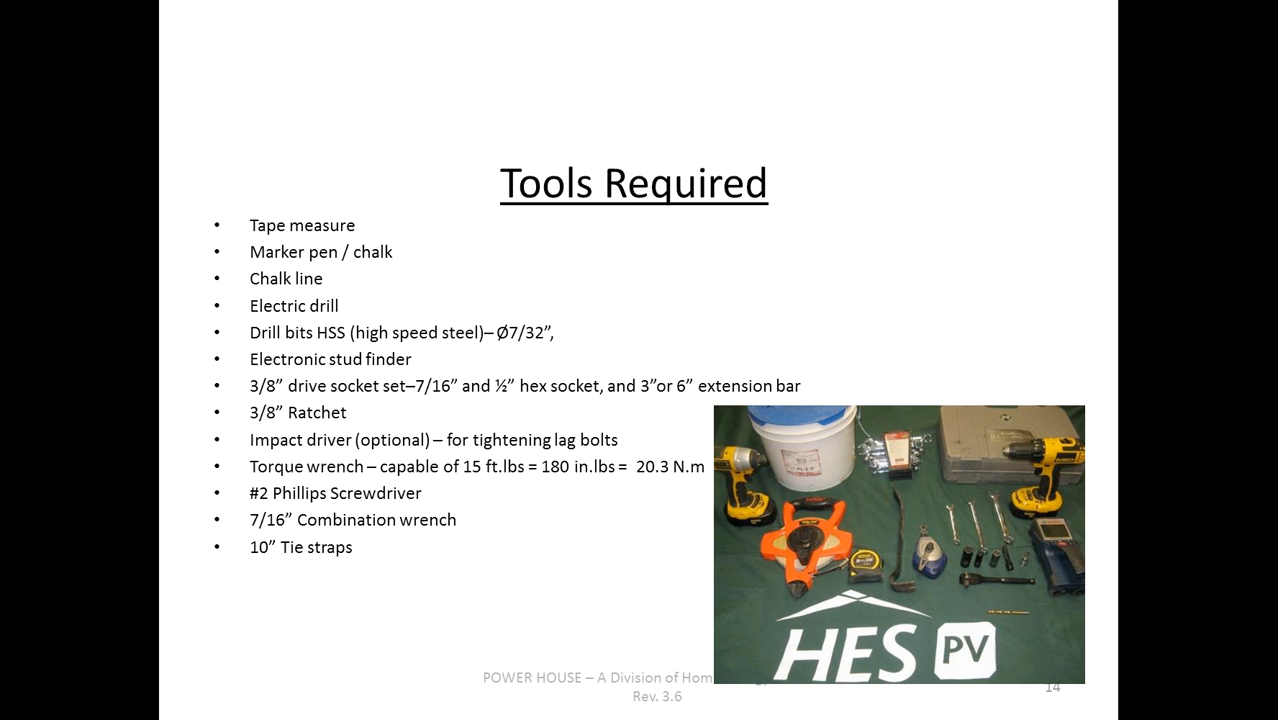 Tools Required
• Tape measure
• Marker pen / chalk
• Chalk line
• Electric drill
• Drill bits HSS (high speed steel)– Ø7/32”,
• Electronic stud finder
• 3/8” drive socket set–7/16” and ½” hex socket, and 3”or 6” extension bar
• 3/8” Ratchet
• Impact driver (optional) – for tightening lag bolts
• Torque wrench – capable of 15 ft.lbs = 180 in.lbs = 20.3 N.m
• #2 Phillips Screwdriver
• 7/16” Combination wrench
• 10” Tie straps
HES PV
POWER HOUSE – A Division of Hom
Rev. 3.6
14